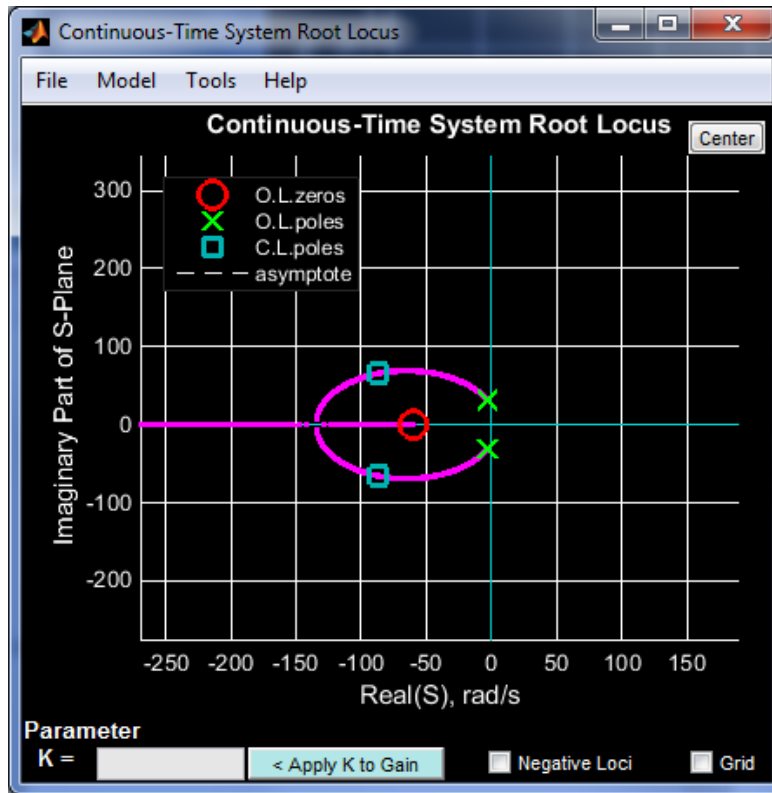 Continuous-Time System Root Locus
File Model Tools Help
Continuous-Time System Root Locus
Center
O.L.zeros
O.L.poles
C.L.poles
asymptote
300
200
100
0
-100
-200
Imaginary Part of S-Plane
-250 -200 -150 -100 -50 0 50 100 150
Real(S), rad/s
Parameter
K = < Apply K to Gain Negative Loci Grid